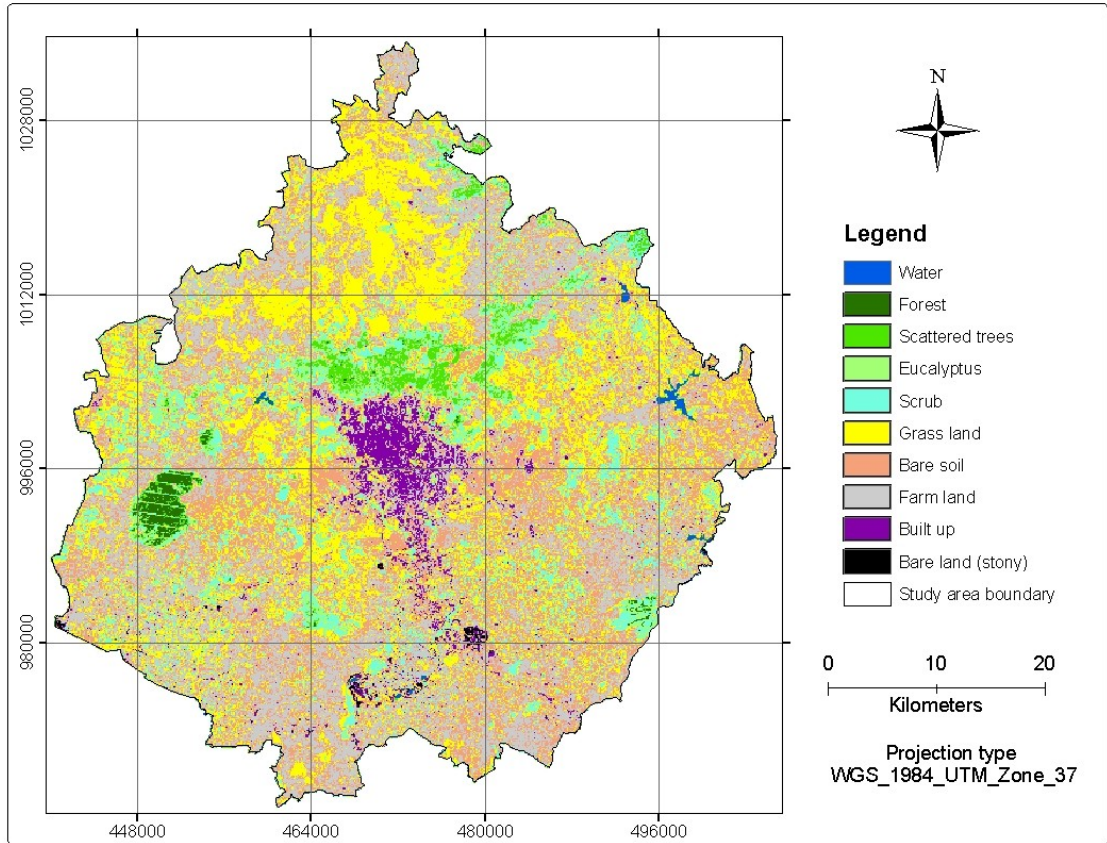 N
1028000
1012000
996000
980000
448000
464000
480000
496000
Legend
Water
Forest
Scattered trees
Eucalyptus
Scrub
Grass land
Bare soil
Farm land
Built up
Bare land (stony)
Study area boundary
0 10 20
Kilometers
Projection type
WGS_1984_UTM_Zone_37